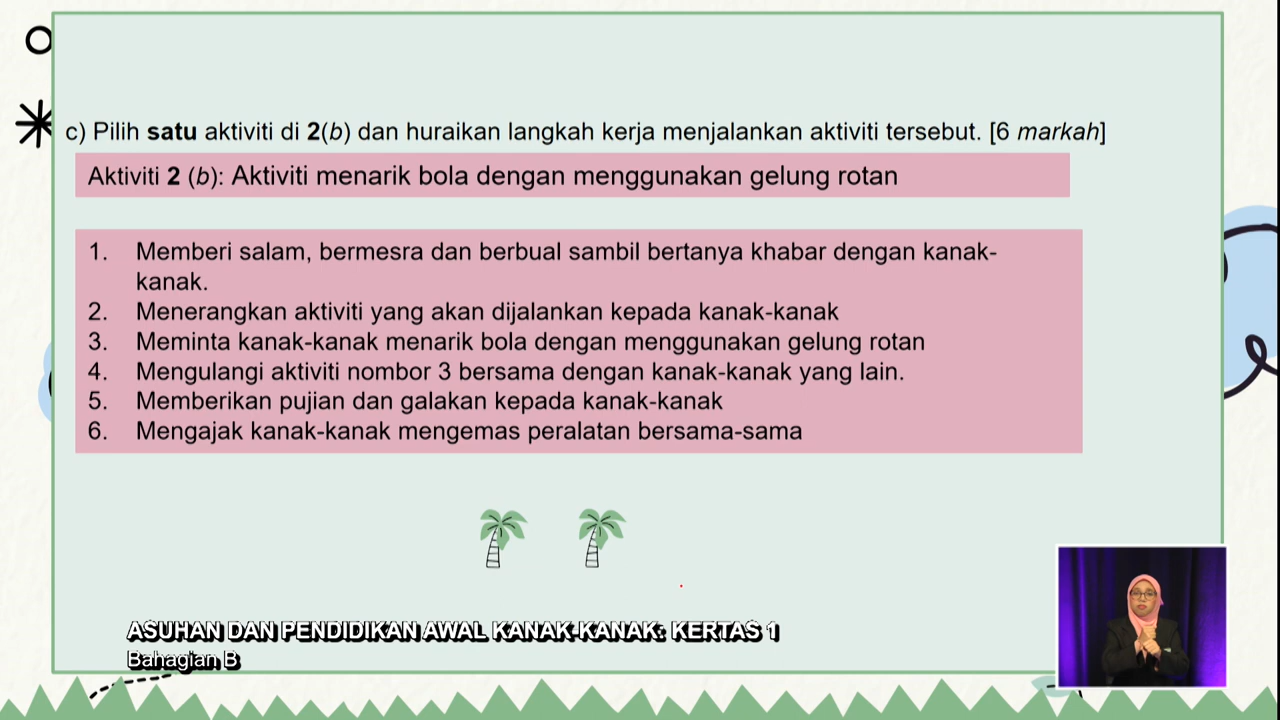 c) Pilih satu aktiviti di 2(b) dan huraikan langkah kerja menjalankan aktiviti tersebut. [6 markah]
Aktiviti 2 (b): Aktiviti menarik bola dengan menggunakan gelung rotan
1. Memberi salam, bermesra dan berbual sambil bertanya khabar dengan kanak-
kanak.
2. Menerangkan aktiviti yang akan dijalankan kepada kanak-kanak
3. Meminta kanak-kanak menarik bola dengan menggunakan gelung rotan
4. Mengulangi aktiviti nombor 3 bersama dengan kanak-kanak yang lain.
5. Memberikan pujian dan galakan kepada kanak-kanak
6. Mengajak kanak-kanak mengemas peralatan bersama-sama
ASUHAN DAN PENDIDIKAN AWAL KANAK-KANAK: KERTAS 1
Bahagian B